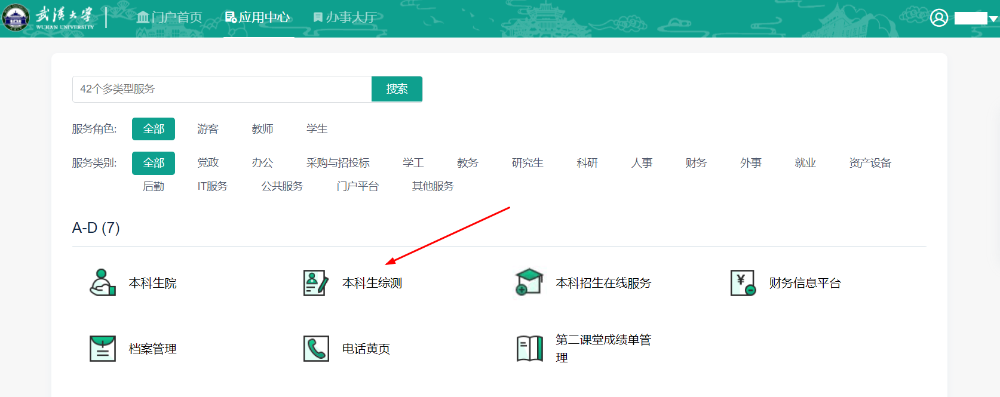 武漢大学
WUHAN UNIVERSITY
门户首页 应用中心 办事大厅
42个多类型服务 搜索
服务角色: 全部 游客 教师 学生
服务类别: 全部 党政 办公 采购与招投标 学工 教务 研究生 科研 人事 财务 外事 就业 资产设备
后勤 IT服务 公共服务 门户平台 其他服务
A-D (7)
本科生院 本科生综测 本科招生在线服务 财务信息平台
档案管理 电话黄页 第二课堂成绩单管
理